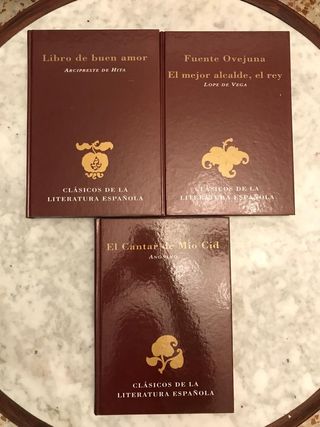 Libro de buen amor
Arcipreste de Hita
CLÁSICOS DE LA
LITERATURA ESPAÑOLA
Fuente Ovejuna
El mejor alcalde, el rey
Lope de Vega
CLÁSICOS DE LA
LITERATURA ESPAÑOLA
El Cantar de Mio Cid
Anónimo
CLÁSICOS DE LA
LITERATURA ESPAÑOLA